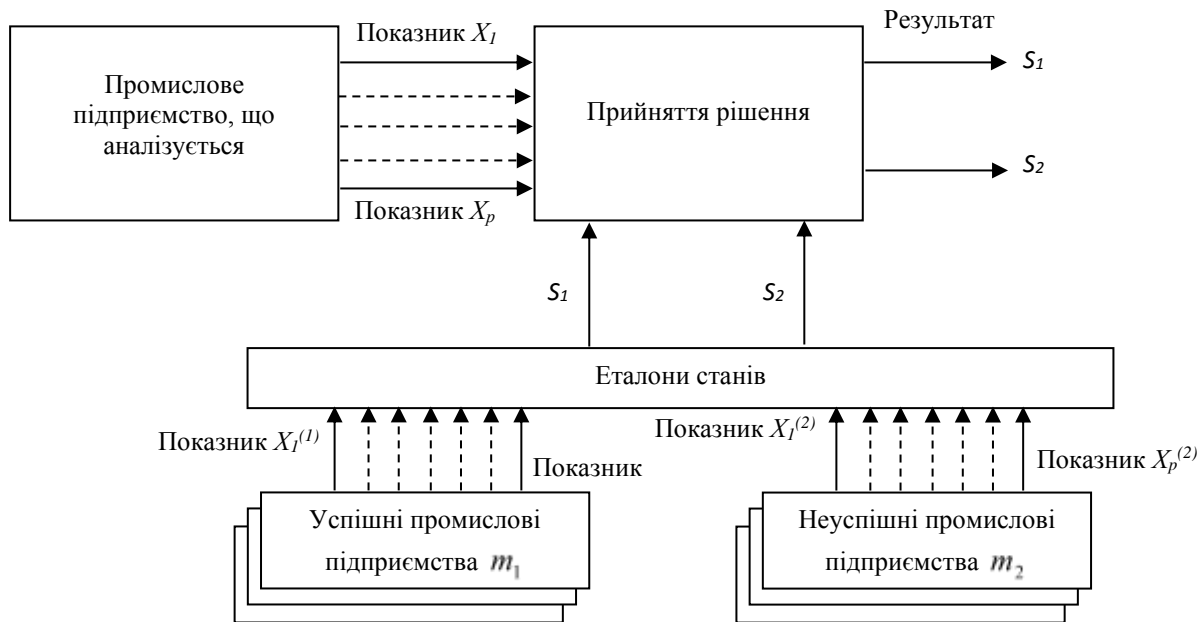 Результат
Показник X1
Промислове
підприємство, що
аналізується
Прийняття рішення
S1
S2
Показник Xp
S1
S2
Еталони станів
Показник X1(1)
Показник
Показник X1(2)
Показник Xp(2)
Успішні промислові
підприємства m1
Неуспішні промислові
підприємства m2